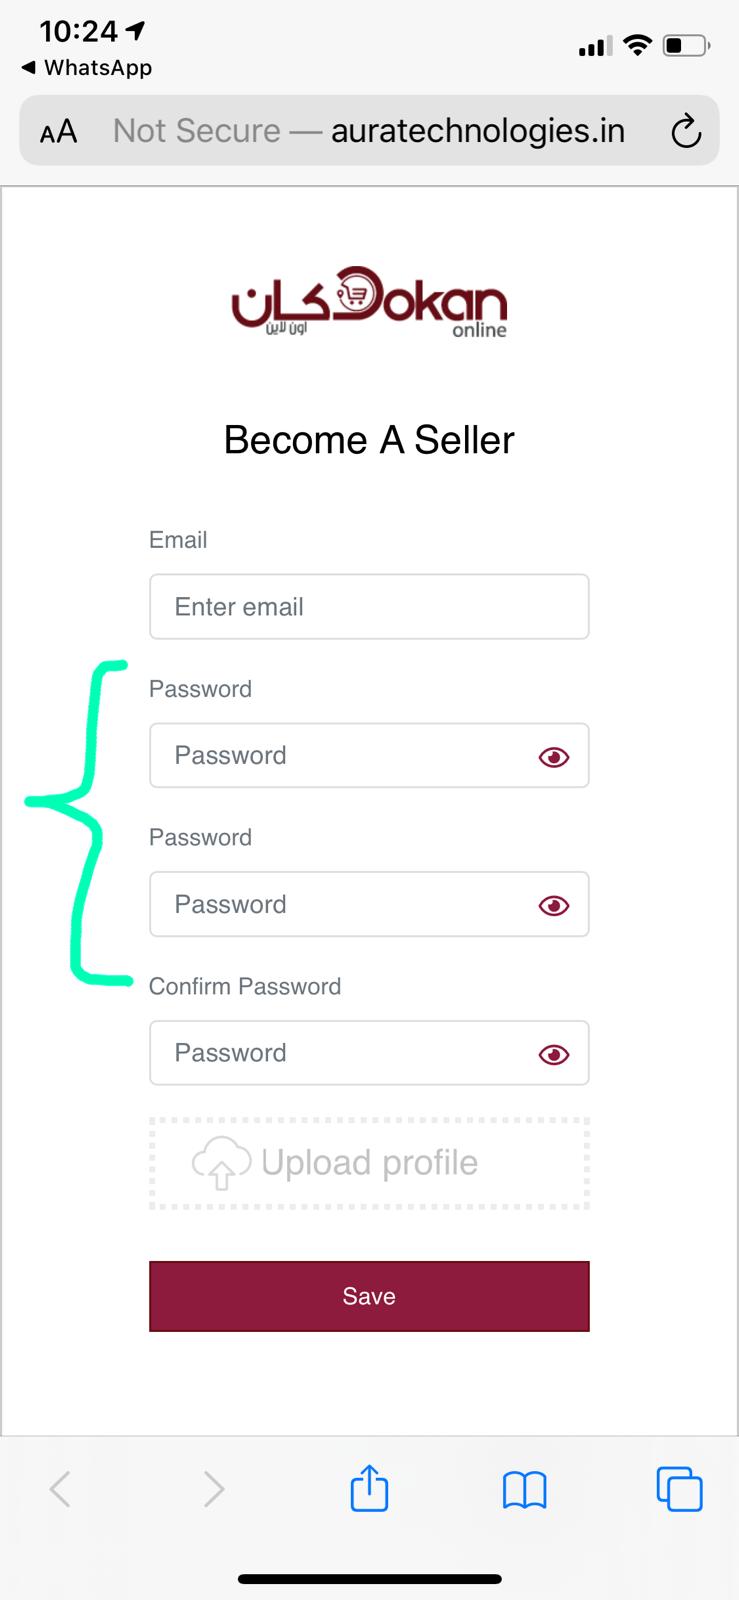 10:24
WhatsApp
AA Not Secure — auratechnologies.in
دكان Dokan
اون لاين online
Become A Seller
Email
Enter email
Password
Password
Password
Password
Confirm Password
Password
Upload profile
Save